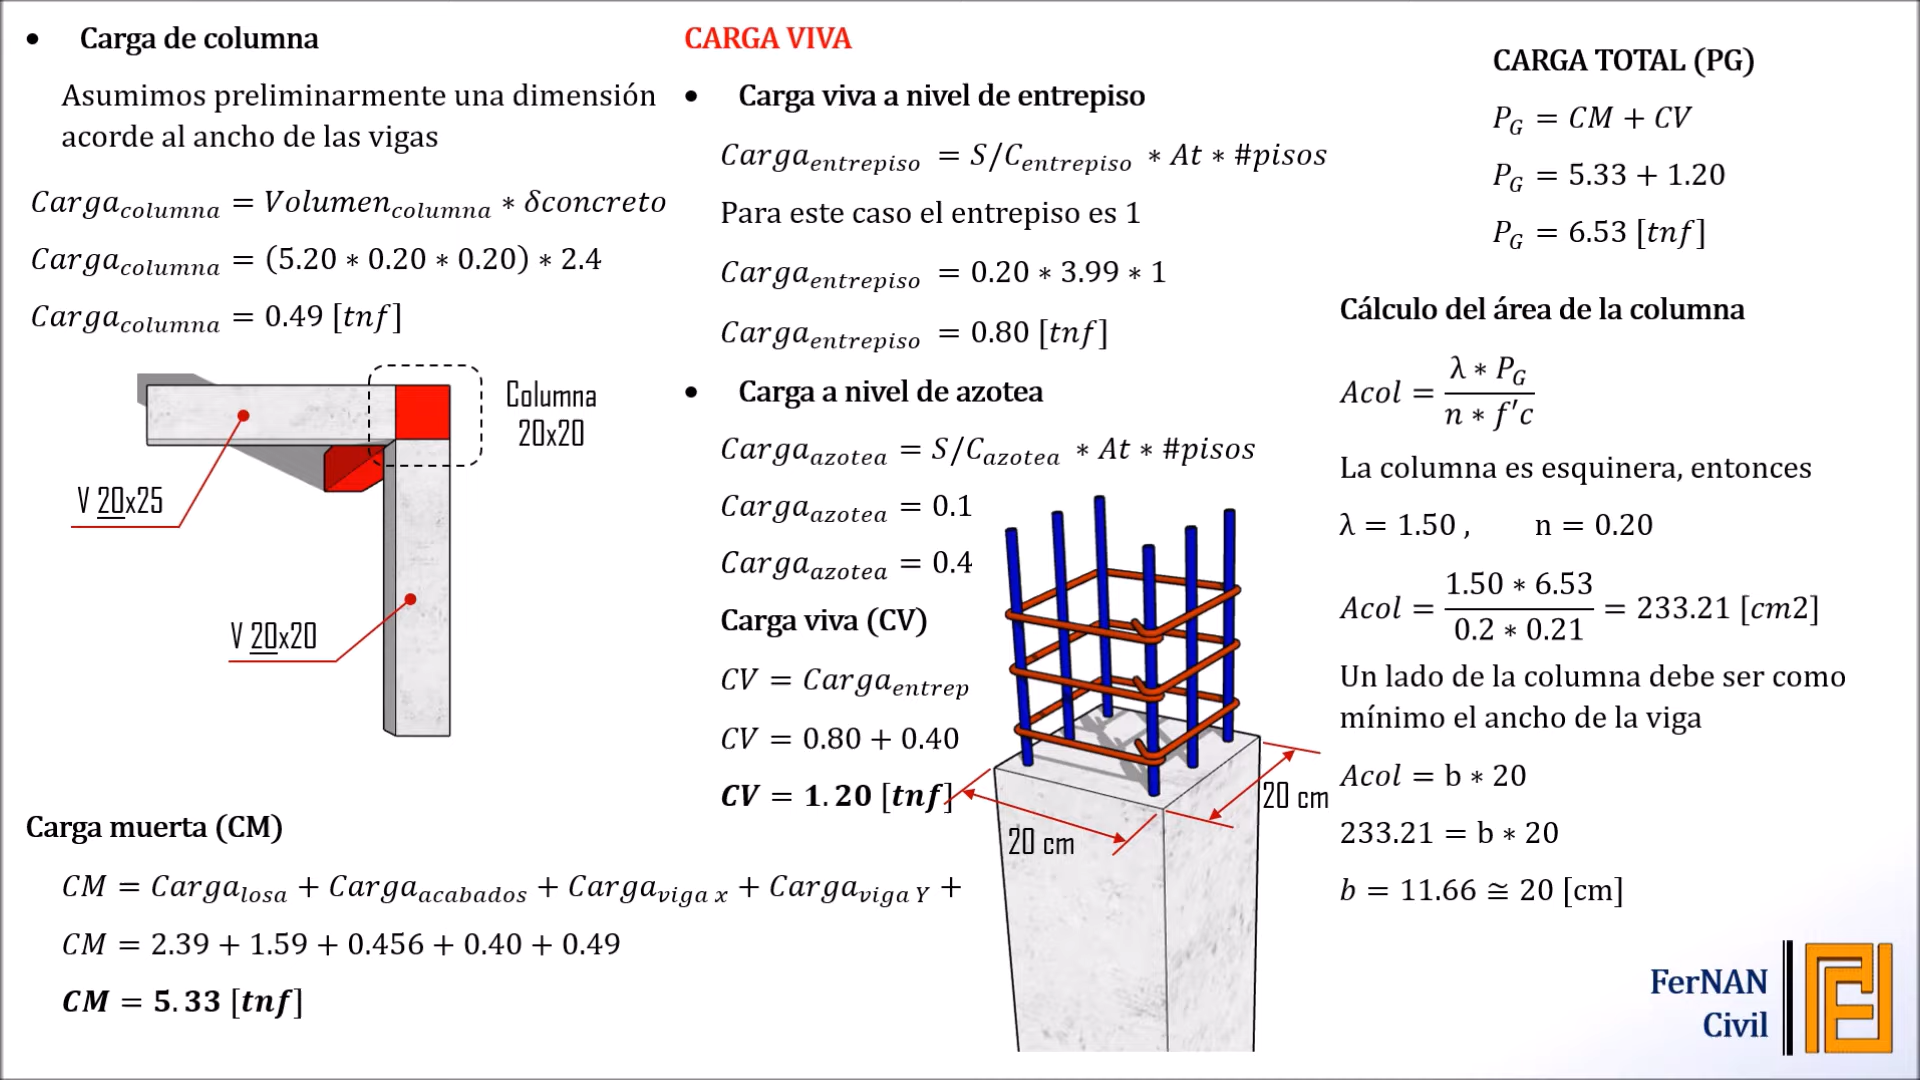 • Carga de columna
Asumimos preliminarmente una dimensión
acorde al ancho de las vigas
Carga_columna = Volumen_columna * δconcreto
Carga_columna = (5.20 * 0.20 * 0.20) * 2.4
Carga_columna = 0.49 [tnf]
Columna
20x20
V 20x25
V 20x20
Carga muerta (CM)
CM = Carga_losa + Carga_acabados + Carga_viga x + Carga_viga Y +
CM = 2.39 + 1.59 + 0.456 + 0.40 + 0.49
CM = 5.33 [tnf]
CARGA VIVA
• Carga viva a nivel de entrepiso
Carga_entrepiso = S/C_entrepiso * At * #pisos
Para este caso el entrepiso es 1
Carga_entrepiso = 0.20 * 3.99 * 1
Carga_entrepiso = 0.80 [tnf]
• Carga a nivel de azotea
Carga_azotea = S/C_azotea * At * #pisos
Carga_azotea = 0.1
Carga_azotea = 0.4
Carga viva (CV)
CV = Carga_entrep
CV = 0.80 + 0.40
CV = 1.20 [tnf]
20 cm
20 cm
CARGA TOTAL (PG)
P_G = CM + CV
P_G = 5.33 + 1.20
P_G = 6.53 [tnf]
Cálculo del área de la columna
Acol = (λ * P_G) / (n * f'c)
La columna es esquinera, entonces
λ = 1.50 , n = 0.20
Acol = (1.50 * 6.53) / (0.2 * 0.21) = 233.21 [cm2]
Un lado de la columna debe ser como
mínimo el ancho de la viga
Acol = b * 20
233.21 = b * 20
b = 11.66 ≅ 20 [cm]
FerNAN
Civil